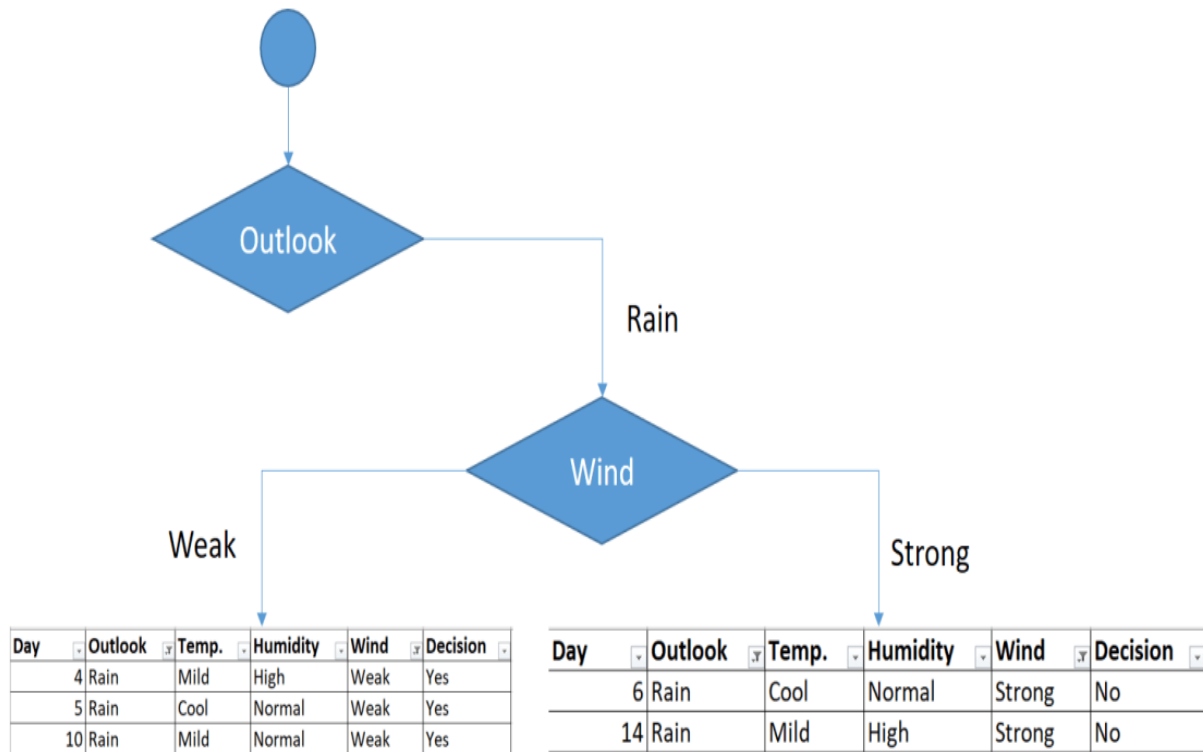 Outlook
Rain
Wind
Weak
Strong
Day Outlook Temp. Humidity Wind Decision
4 Rain Mild High Weak Yes
5 Rain Cool Normal Weak Yes
10 Rain Mild Normal Weak Yes
Day Outlook Temp. Humidity Wind Decision
6 Rain Cool Normal Strong No
14 Rain Mild High Strong No